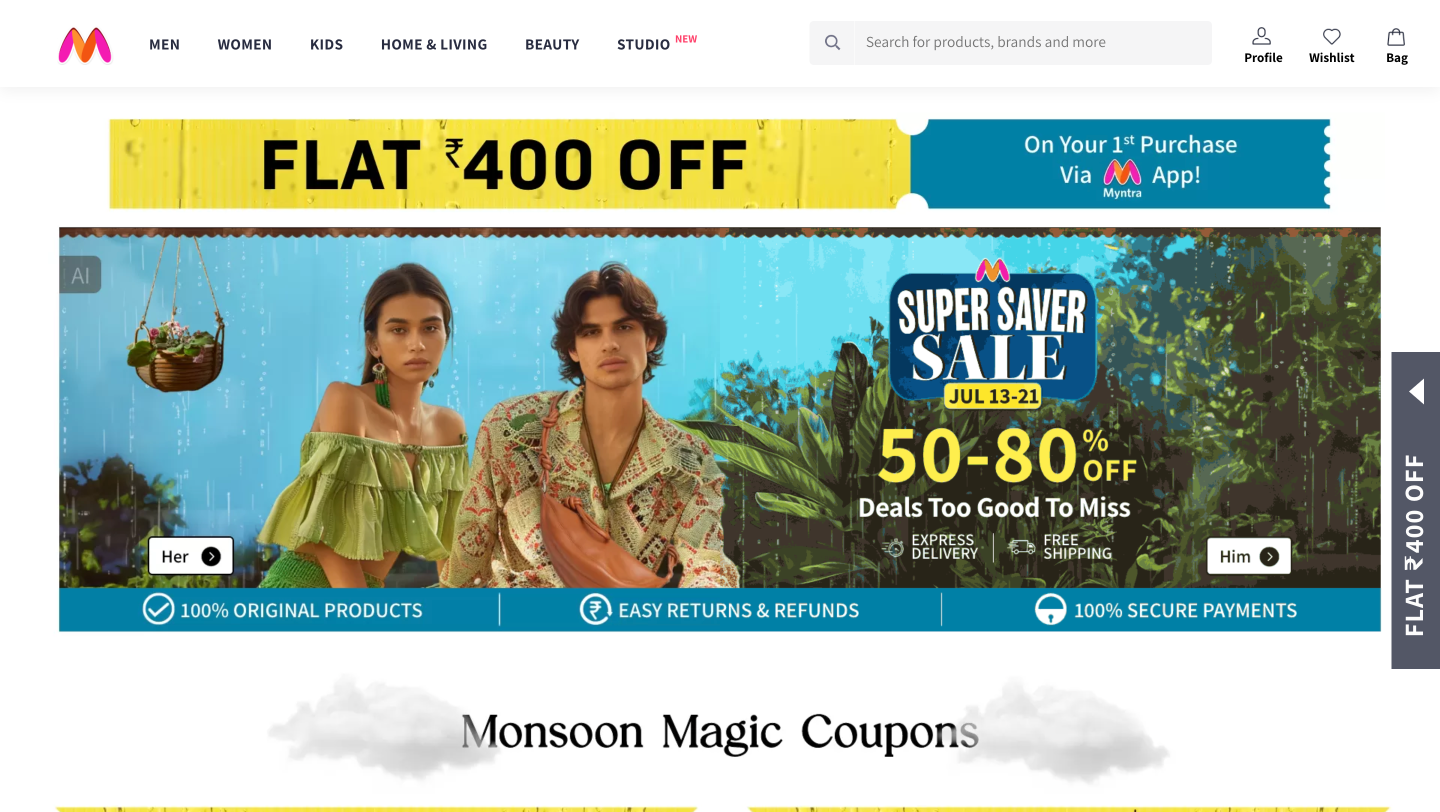 MEN
WOMEN
KIDS
HOME & LIVING
BEAUTY
STUDIO NEW
Search for products, brands and more
Profile
Wishlist
Bag
FLAT ₹400 OFF
On Your 1st Purchase
Via Myntra App!
AI
SUPER SAVER
SALE
JUL 13-21
50-80% OFF
Deals Too Good To Miss
EXPRESS
DELIVERY
FREE
SHIPPING
Her
Him
100% ORIGINAL PRODUCTS
EASY RETURNS & REFUNDS
100% SECURE PAYMENTS
FLAT ₹400 OFF
Monsoon Magic Coupons